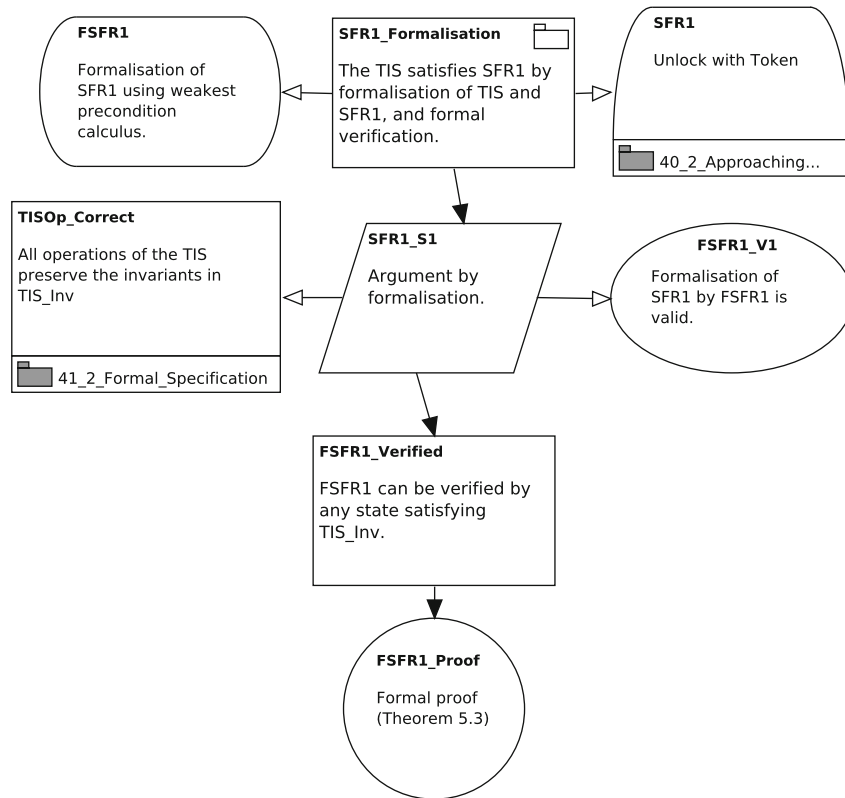 FSFR1
Formalisation of
SFR1 using weakest
precondition
calculus.
SFR1_Formalisation
The TIS satisfies SFR1 by
formalisation of TIS and
SFR1, and formal
verification.
SFR1
Unlock with Token
40_2_Approaching...
TISOp_Correct
All operations of the TIS
preserve the invariants in
TIS_Inv
41_2_Formal_Specification
SFR1_S1
Argument by
formalisation.
FSFR1_V1
Formalisation of
SFR1 by FSFR1 is
valid.
FSFR1_Verified
FSFR1 can be verified by
any state satisfying
TIS_Inv.
FSFR1_Proof
Formal proof
(Theorem 5.3)